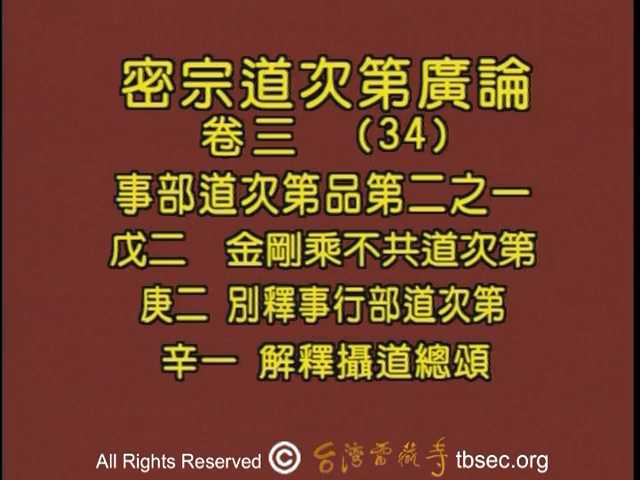 密宗道次第廣論
卷三 (34)
事部道次第品第二之一
戊二 金剛乘不共道次第
庚二 別釋事行部道次第
辛一 解釋攝道總頌
All Rights Reserved © 台湾雷藏寺 tbsec.org